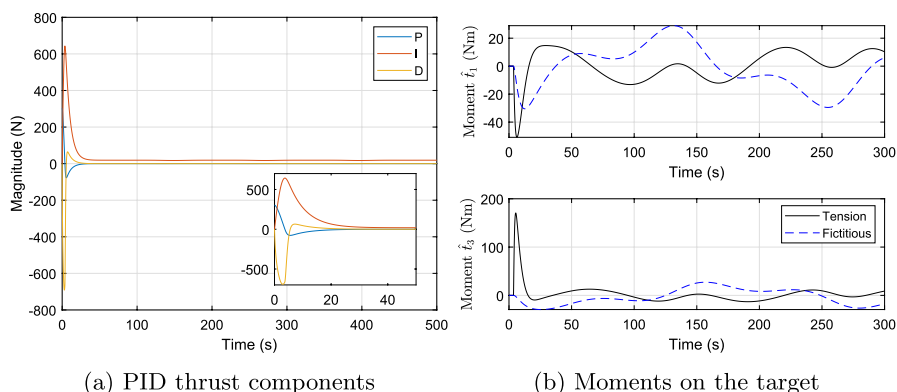 800
600
400
200
0
-200
-400
-600
-800
Magnitude (N)
P
I
D
500
0
-500
0 20 40
0 100 200 300 400 500
Time (s)
(a) PID thrust components
20
0
-20
-40
Moment t̂₁ (Nm)
0 50 100 150 200 250 300
Time (s)
200
100
0
Moment t̂₃ (Nm)
Tension
Fictitious
0 50 100 150 200 250 300
Time (s)
(b) Moments on the target